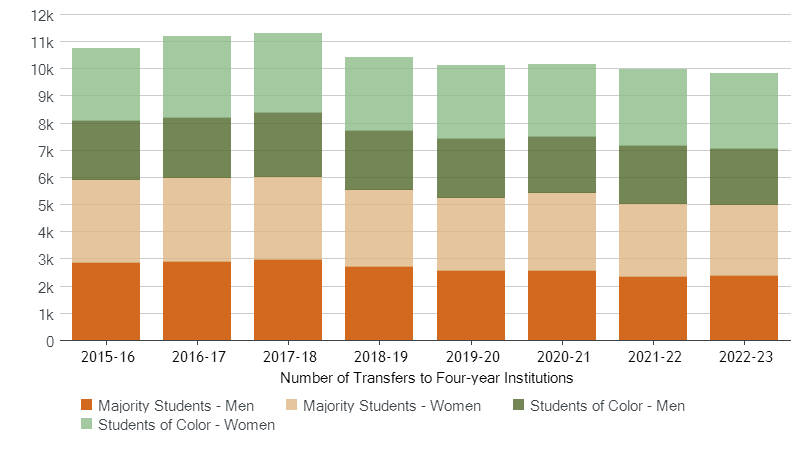 12k
11k
10k
9k
8k
7k
6k
5k
4k
3k
2k
1k
0
2015-16 2016-17 2017-18 2018-19 2019-20 2020-21 2021-22 2022-23
Number of Transfers to Four-year Institutions
Majority Students - Men Majority Students - Women Students of Color - Men
Students of Color - Women